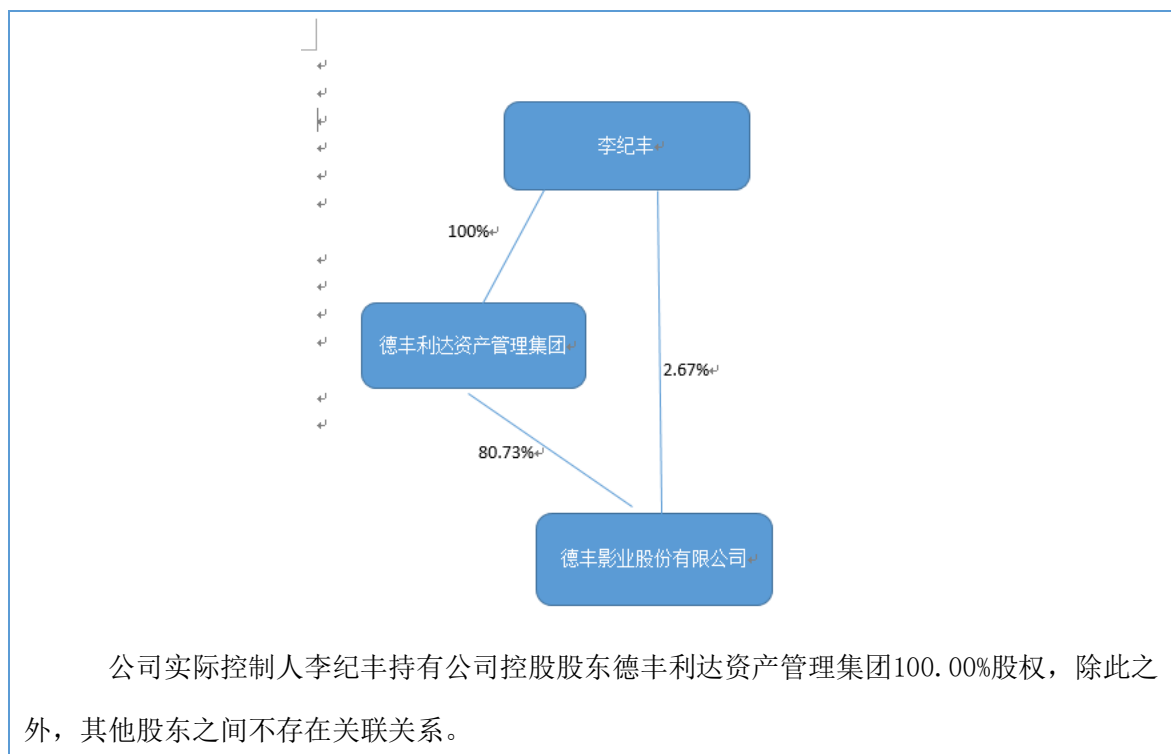 李纪丰
100%
德丰利达资产管理集团
2.67%
80.73%
德丰影业股份有限公司
公司实际控制人李纪丰持有公司控股股东德丰利达资产管理集团100.00%股权，除此之
外，其他股东之间不存在关联关系。